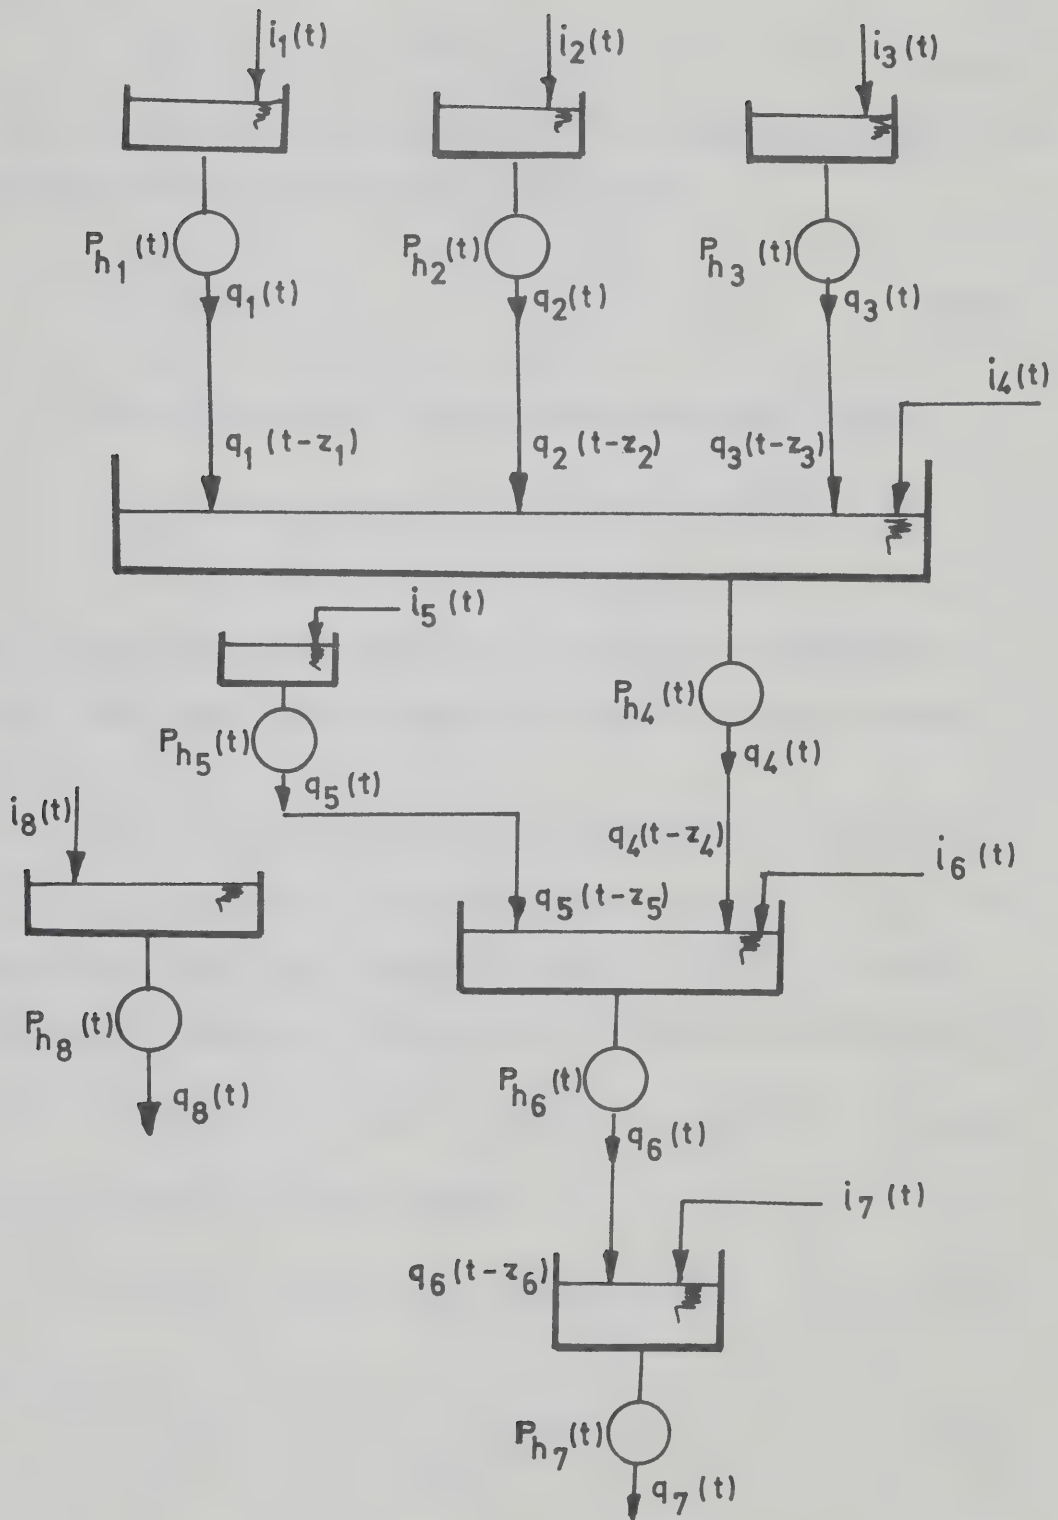 i₁(t)
i₂(t)
i₃(t)
Pₕ₁(t)
Pₕ₂(t)
Pₕ₃(t)
q₁(t)
q₂(t)
q₃(t)
i₄(t)
q₁(t-z₁)
q₂(t-z₂)
q₃(t-z₃)
i₅(t)
Pₕ₄(t)
Pₕ₅(t)
q₄(t)
q₅(t)
i₈(t)
q₄(t-z₄)
i₆(t)
q₅(t-z₅)
Pₕ₈(t)
Pₕ₆(t)
q₈(t)
q₆(t)
i₇(t)
q₆(t-z₆)
Pₕ₇(t)
q₇(t)